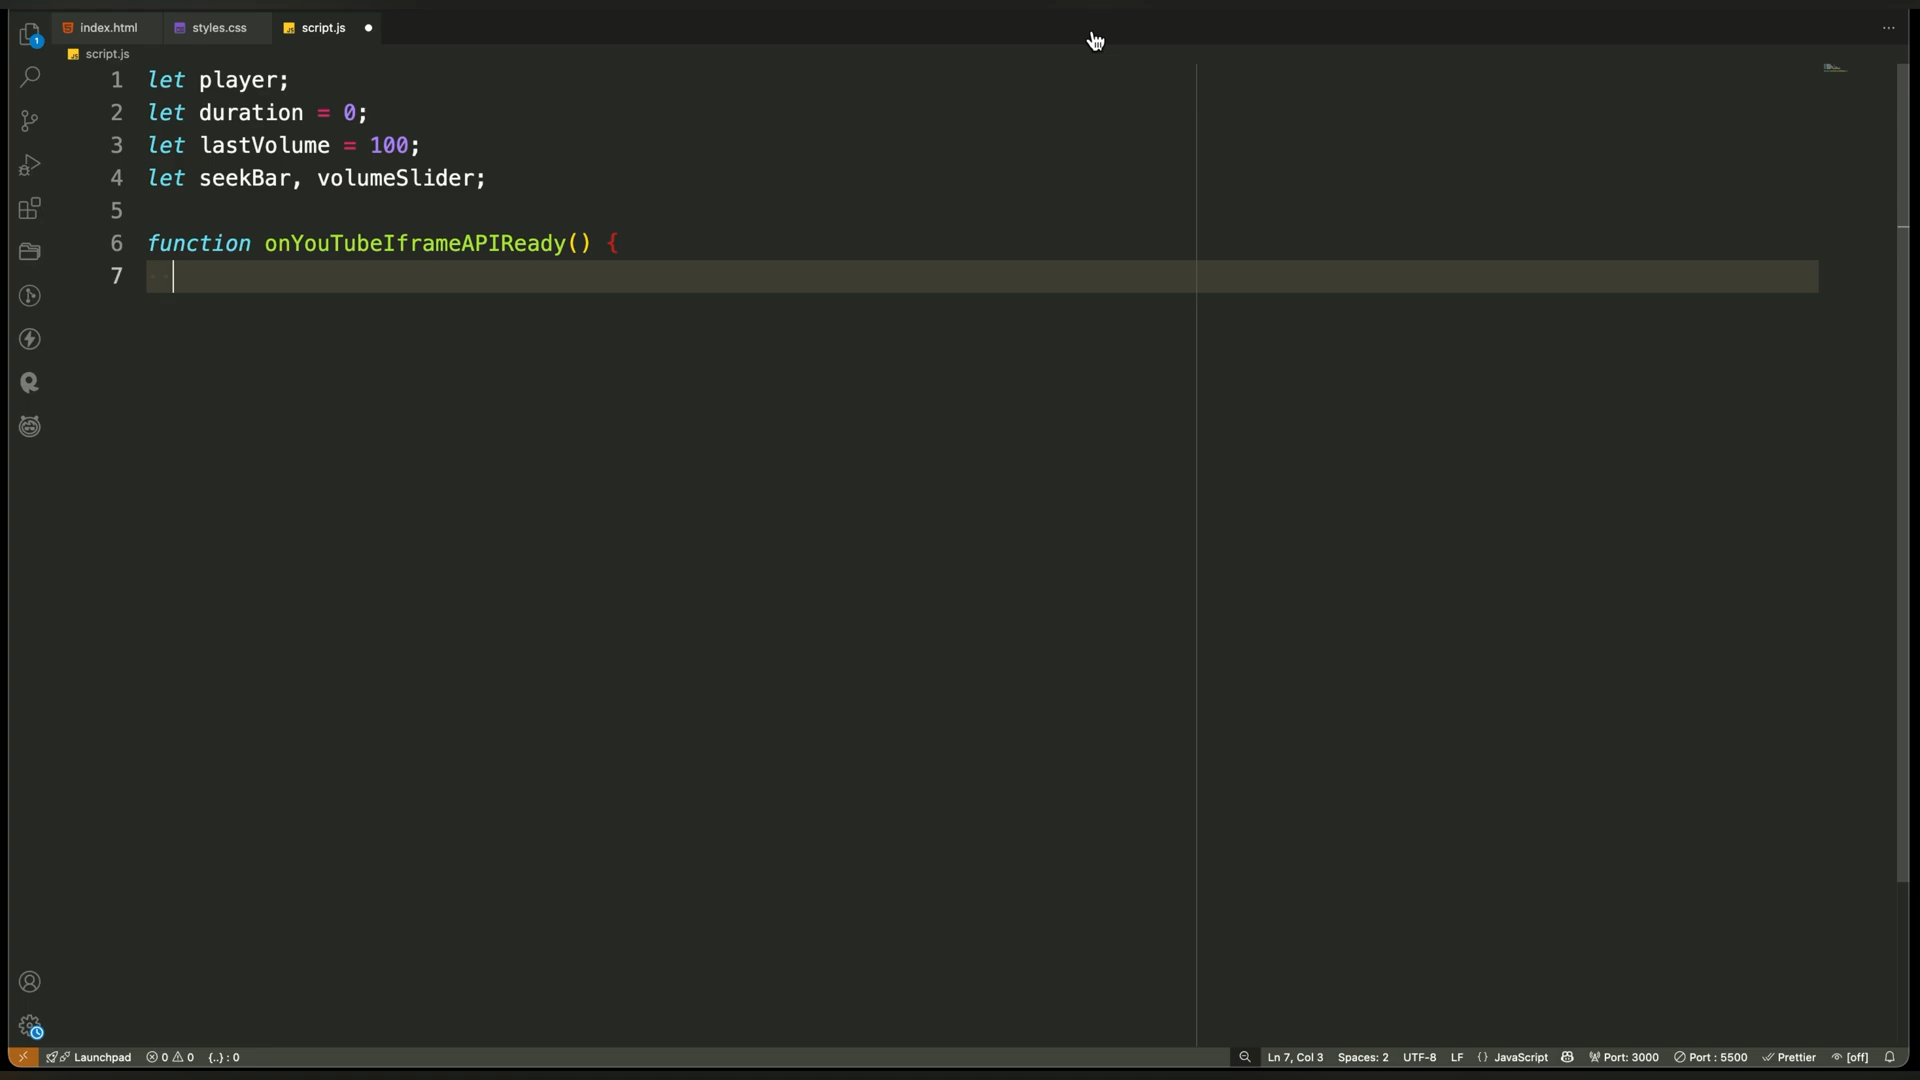 index.html
styles.css
script.js
script.js
1 let player;
2 let duration = 0;
3 let lastVolume = 100;
4 let seekBar, volumeSlider;
5
6 function onYouTubeIframeAPIReady() {
7
1
Launchpad
0 0
{..} : 0
Ln 7, Col 3
Spaces: 2
UTF-8
LF
{} JavaScript
Port: 3000
Port : 5500
Prettier
[off]